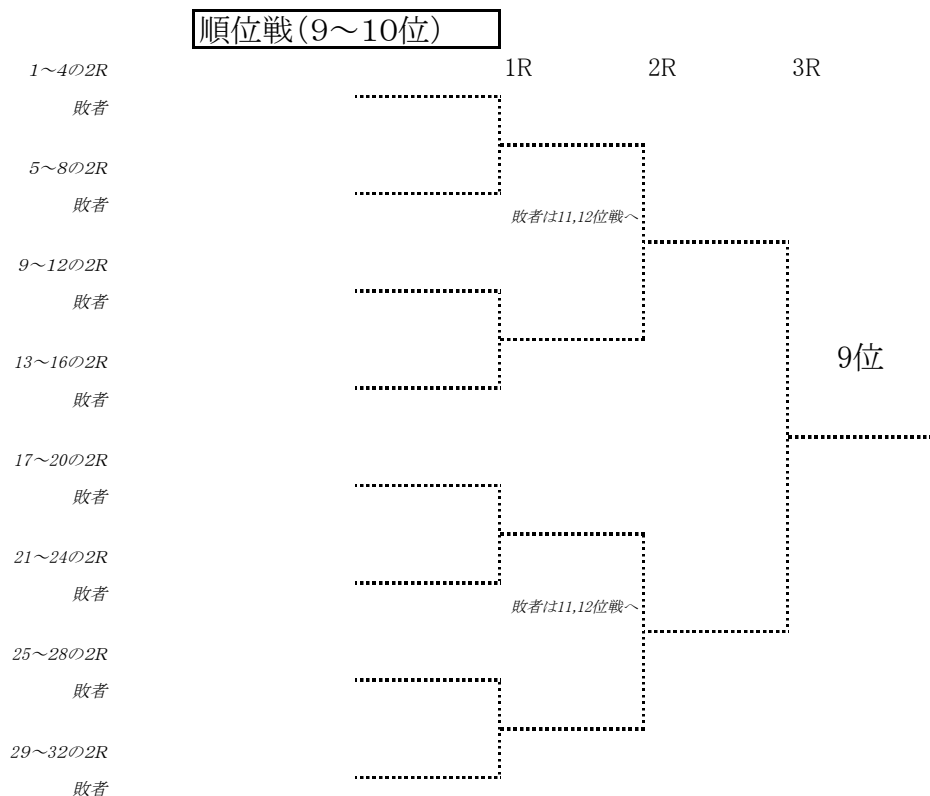 順位戦(9～10位)
1R 2R 3R
1～4の2R
敗者
5～8の2R
敗者
敗者は11,12位戦へ
9～12の2R
敗者
13～16の2R
9位
敗者
17～20の2R
敗者
21～24の2R
敗者
敗者は11,12位戦へ
25～28の2R
敗者
29～32の2R
敗者